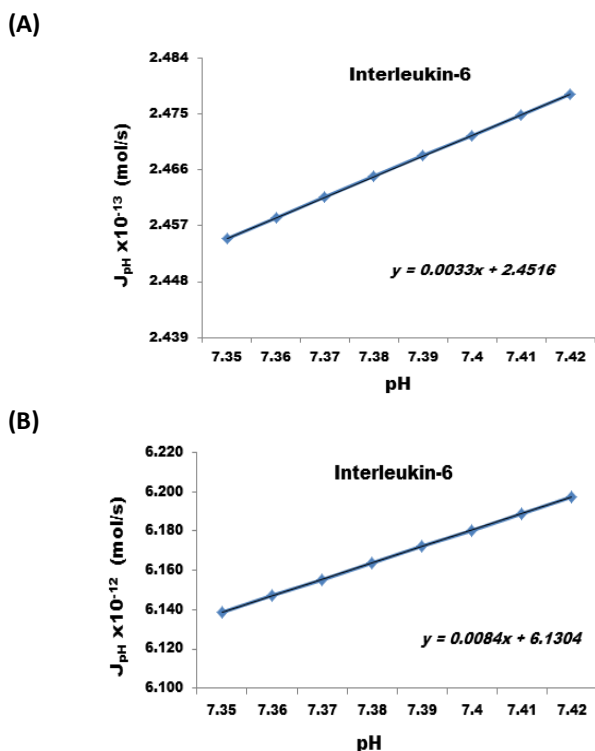 (A)
Interleukin-6
2.484
2.475
2.466
2.457
2.448
2.439
J_pH x10^-13 (mol/s)
y = 0.0033x + 2.4516
7.35 7.36 7.37 7.38 7.39 7.4 7.41 7.42
pH
(B)
Interleukin-6
6.220
6.200
6.180
6.160
6.140
6.120
6.100
J_pH x10^-12 (mol/s)
y = 0.0084x + 6.1304
7.35 7.36 7.37 7.38 7.39 7.4 7.41 7.42
pH